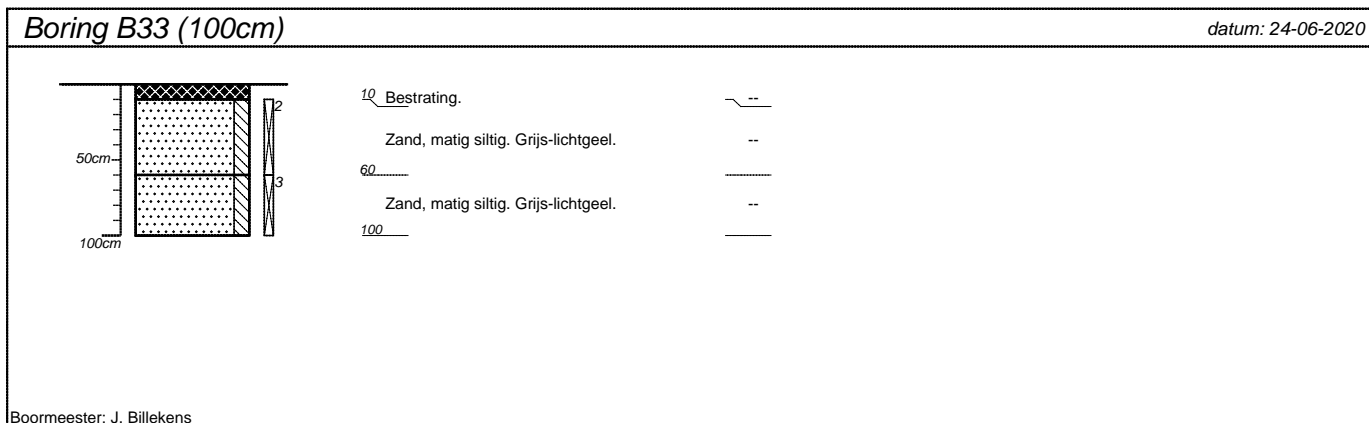 Boring B33 (100cm)
datum: 24-06-2020
10 Bestrating. --
2
Zand, matig siltig. Grijs-lichtgeel. --
50cm
60
3
Zand, matig siltig. Grijs-lichtgeel. --
100
100cm
Boormeester: J. Billekens